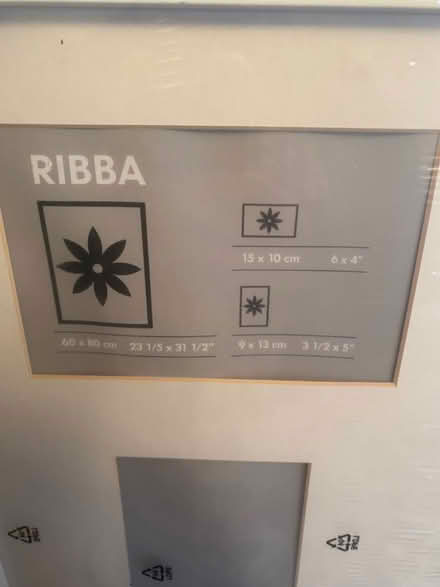 RIBBA
15 x 10 cm 6 x 4"
60 x 80 cm 23 1/5 x 31 1/2"
9 x 13 cm 3 1/2 x 5"